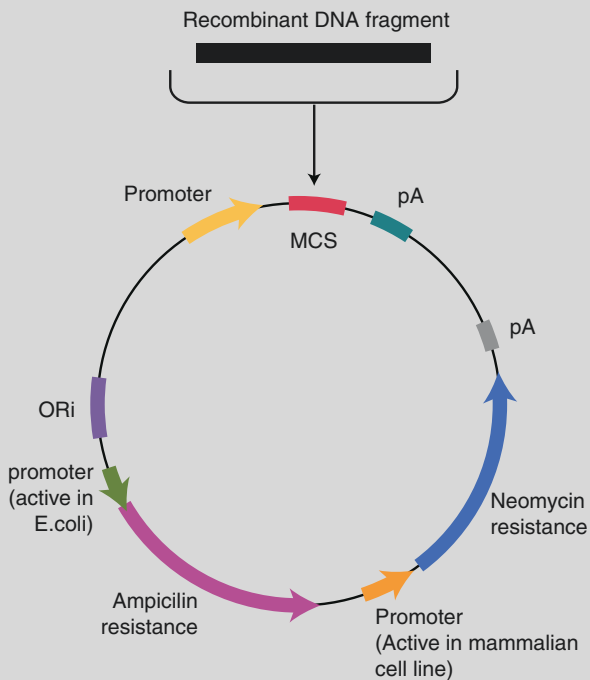 Recombinant DNA fragment
Promoter
MCS
pA
pA
ORi
promoter
(active in
E.coli)
Neomycin
resistance
Ampicilin
resistance
Promoter
(Active in mammalian
cell line)